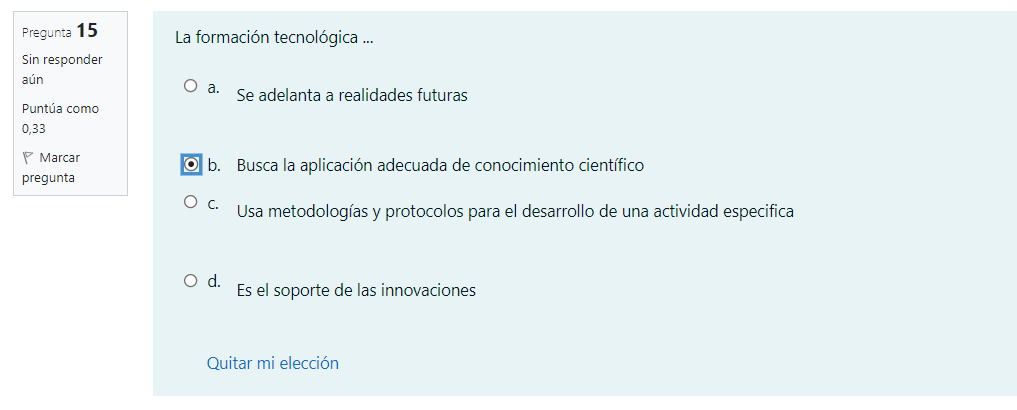 Pregunta 15
Sin responder
aún
Puntúa como
0,33
Marcar
pregunta
La formación tecnológica ...
a. Se adelanta a realidades futuras
b. Busca la aplicación adecuada de conocimiento científico
c. Usa metodologías y protocolos para el desarrollo de una actividad especifica
d. Es el soporte de las innovaciones
Quitar mi elección